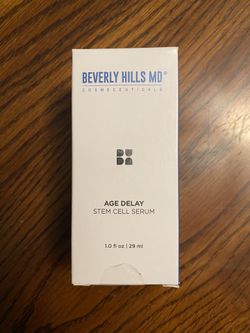 BEVERLY HILLS MD®
COSMECEUTICALS
AGE DELAY
STEM CELL SERUM
1.0 fl oz | 29 ml